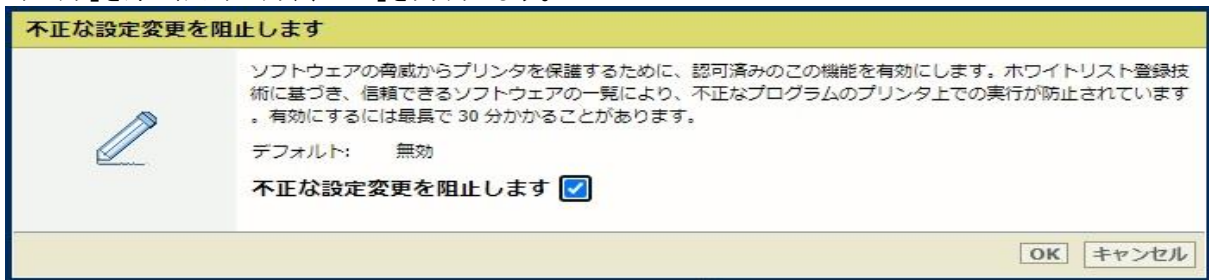 不正な設定変更を阻止します
ソフトウェアの脅威からプリンタを保護するために、認可済みのこの機能を有効にします。ホワイトリスト登録技
術に基づき、信頼できるソフトウェアの一覧により、不正なプログラムのプリンタ上での実行が防止されています
。有効にするには最長で 30 分かかることがあります。
デフォルト: 無効
不正な設定変更を阻止します
OK キャンセル